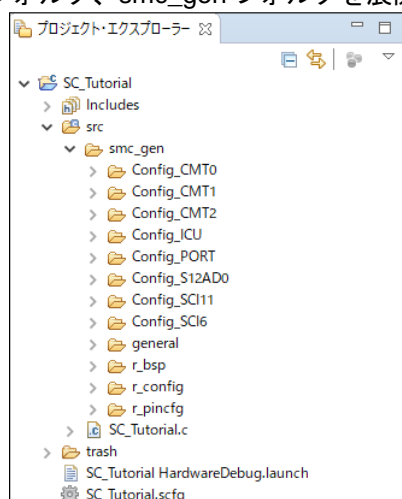 プロジェクト・エクスプローラー
SC_Tutorial
Includes
src
smc_gen
Config_CMT0
Config_CMT1
Config_CMT2
Config_ICU
Config_PORT
Config_S12AD0
Config_SCI11
Config_SCI6
general
r_bsp
r_config
r_pincfg
SC_Tutorial.c
trash
SC_Tutorial HardwareDebug.launch
SC_Tutorial.scfg